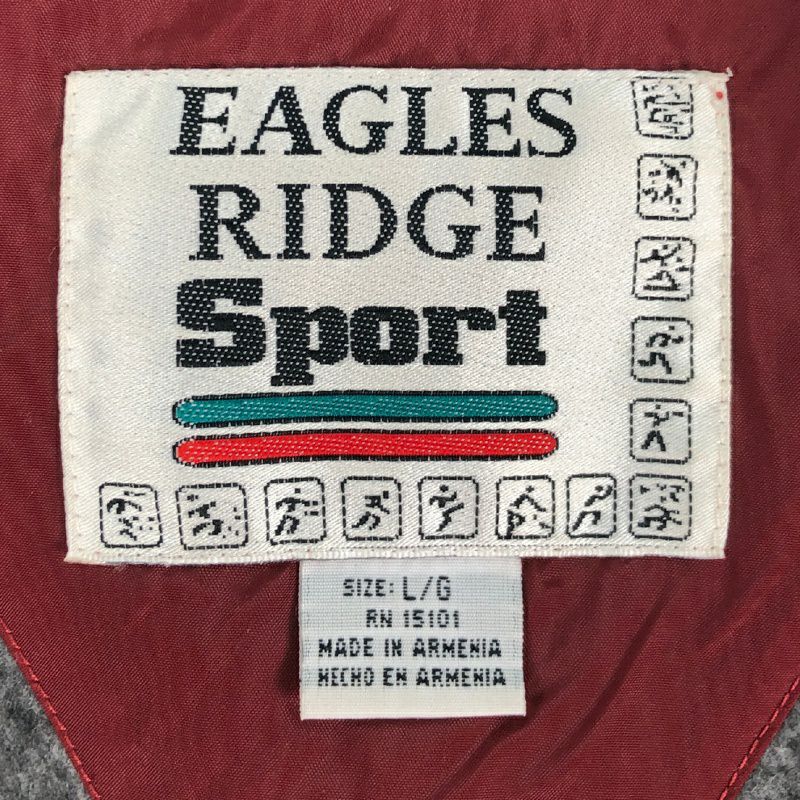 EAGLES
RIDGE
Sport
SIZE: L/G
RN 15101
MADE IN ARMENIA
HECHO EN ARMENIA